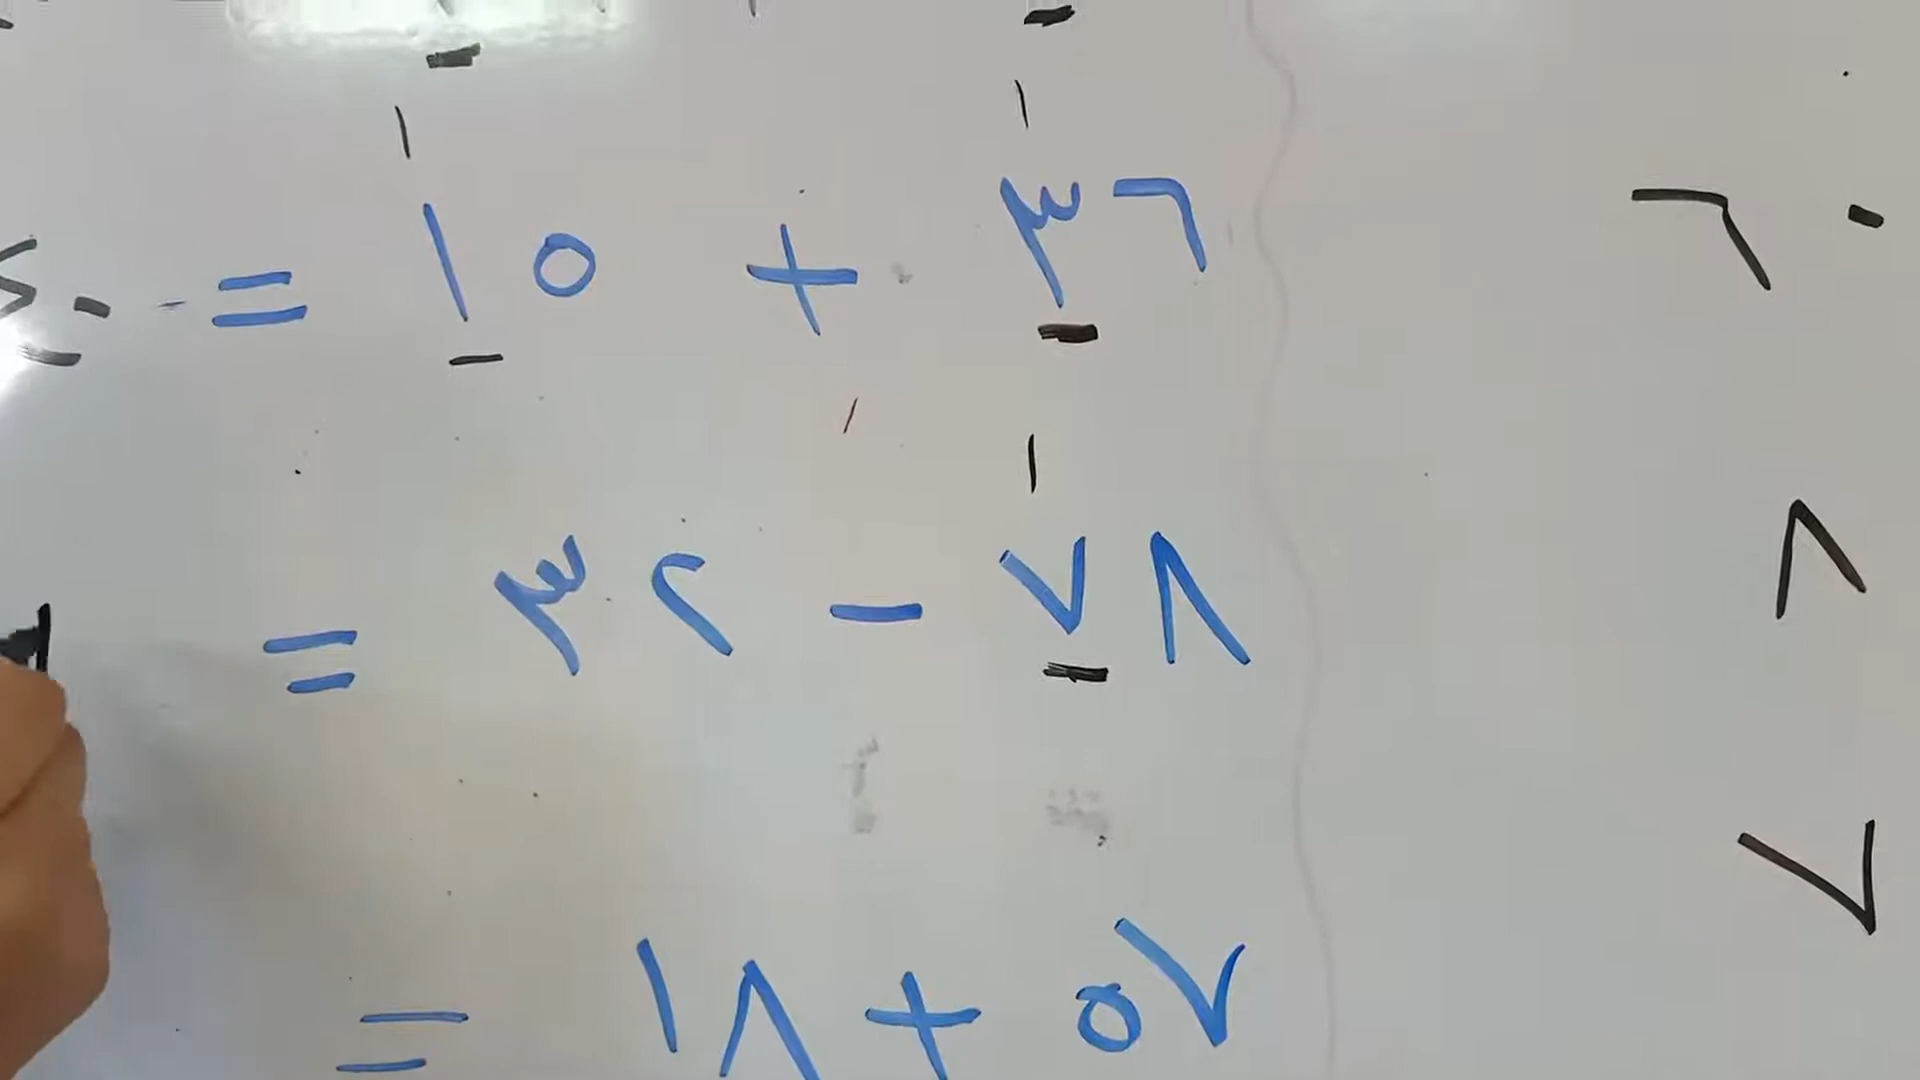 ٣٦ + ١٥ =
٧٨ - ٣٢ =
٥٧ + ١٨ =
٦
٨
٧